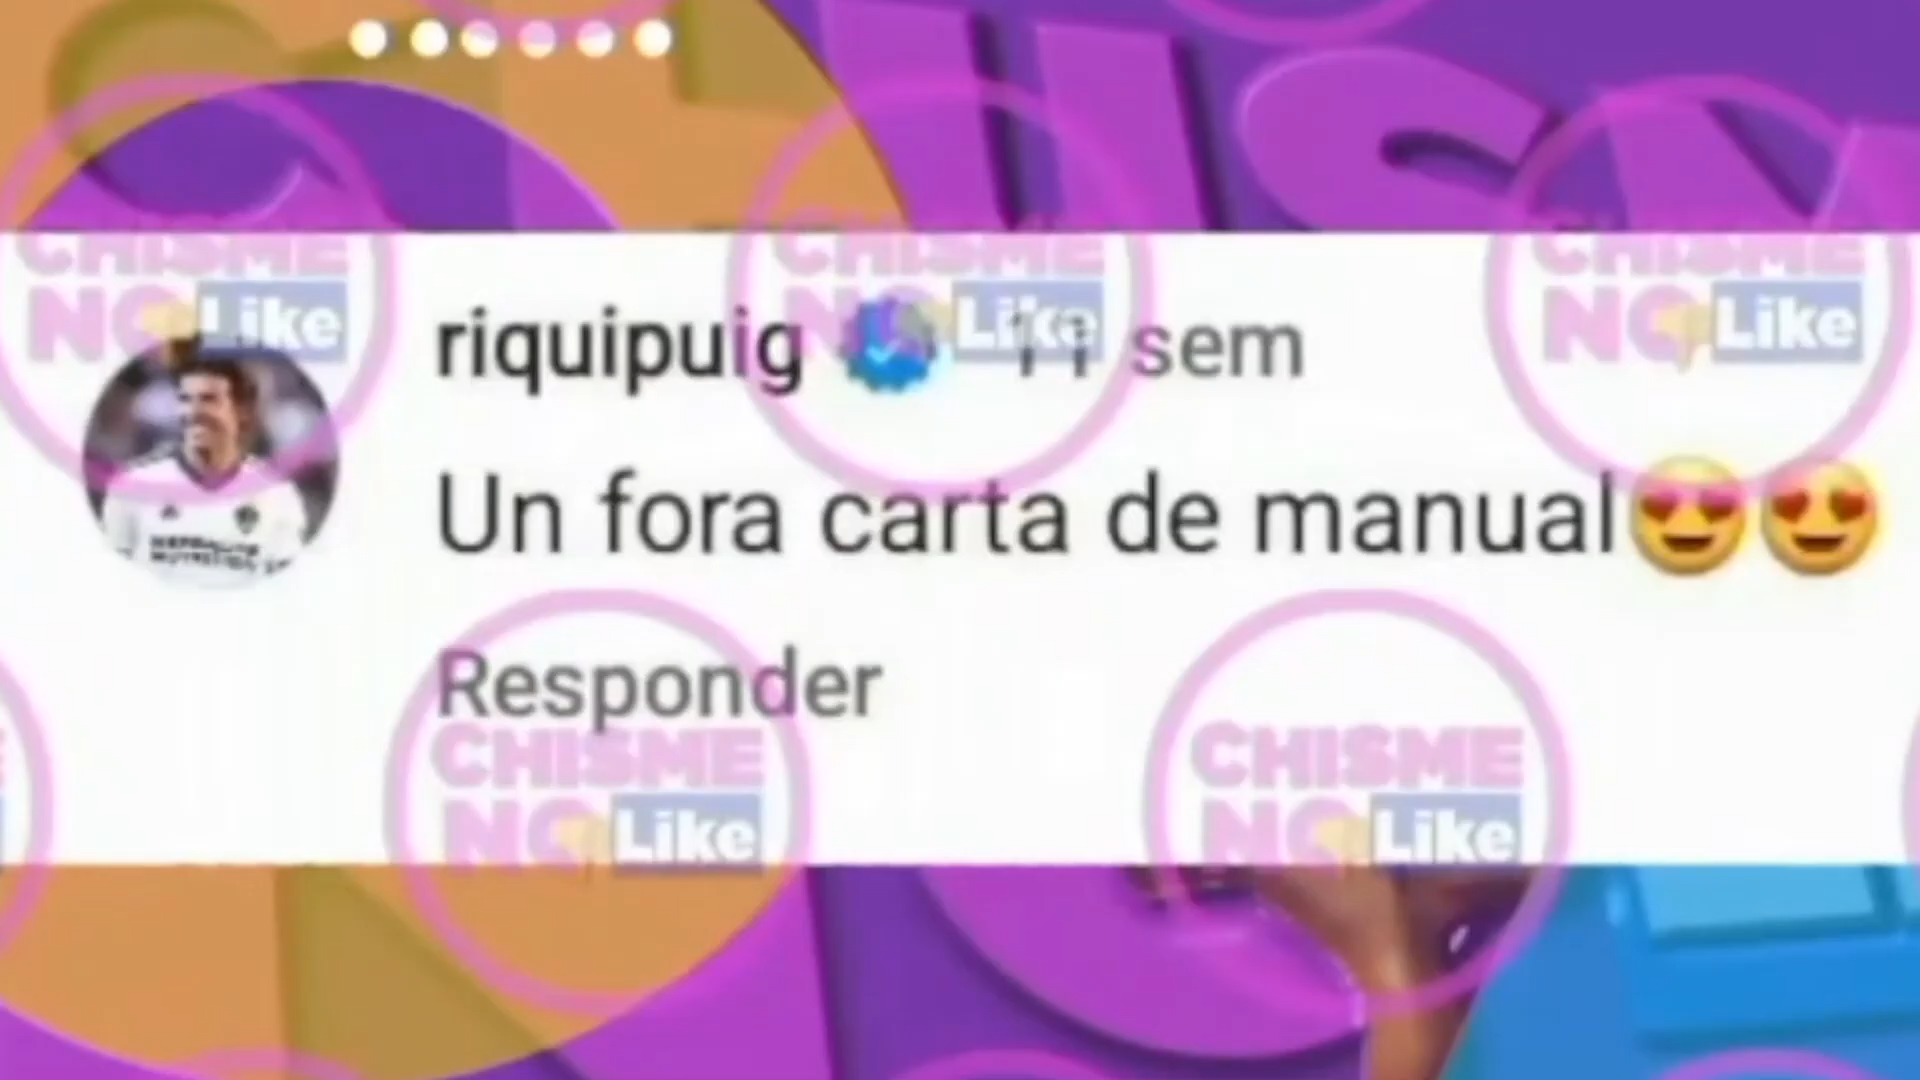 riquipuig 11 sem
Un fora carta de manual😍😍
Responder
CHISME
NO Like
CHISME
NO Like
CHISME
NO Like
CHISME
NO Like
CHISME
NO Like